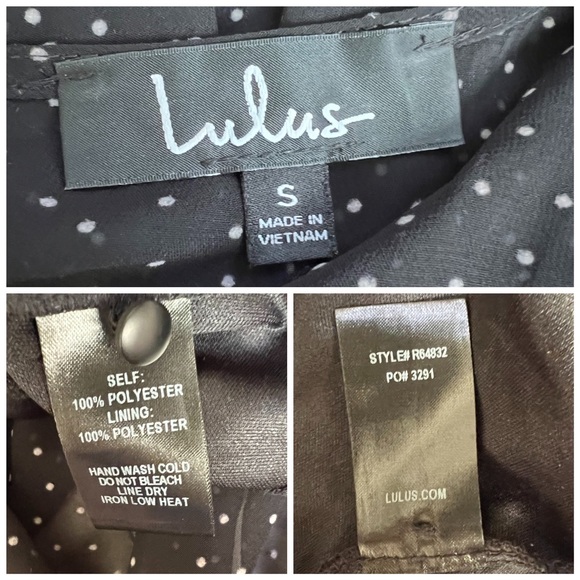 Lulus
S
MADE IN
VIETNAM
SELF:
100% POLYESTER
LINING:
100% POLYESTER
HAND WASH COLD
DO NOT BLEACH
LINE DRY
IRON LOW HEAT
STYLE# R64832
PO# 3291
LULUS.COM